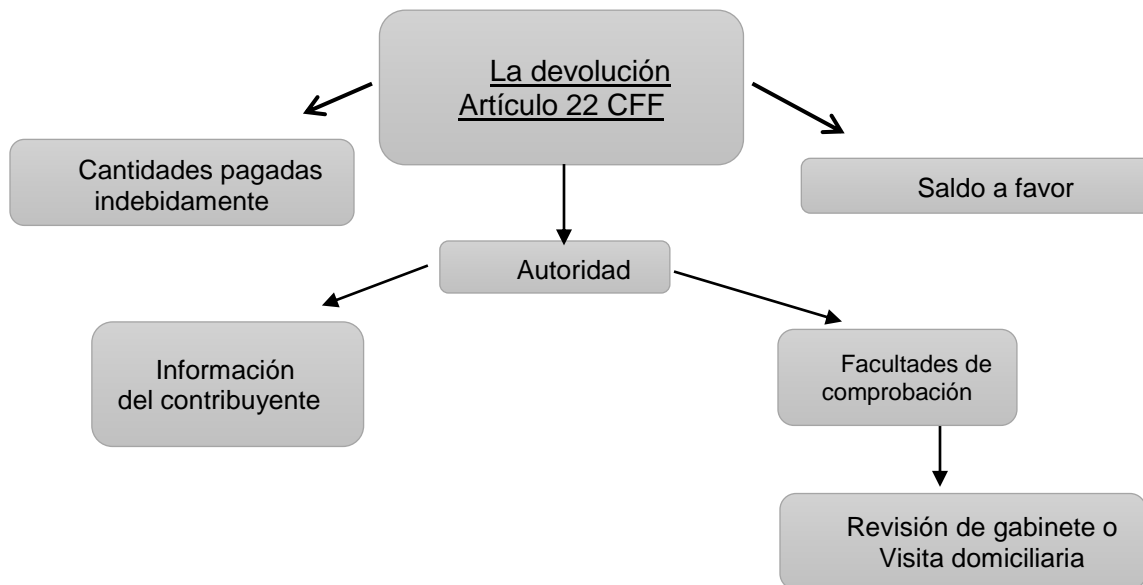 La devolución
Artículo 22 CFF
Cantidades pagadas
indebidamente
Saldo a favor
Autoridad
Información
del contribuyente
Facultades de
comprobación
Revisión de gabinete o
Visita domiciliaria